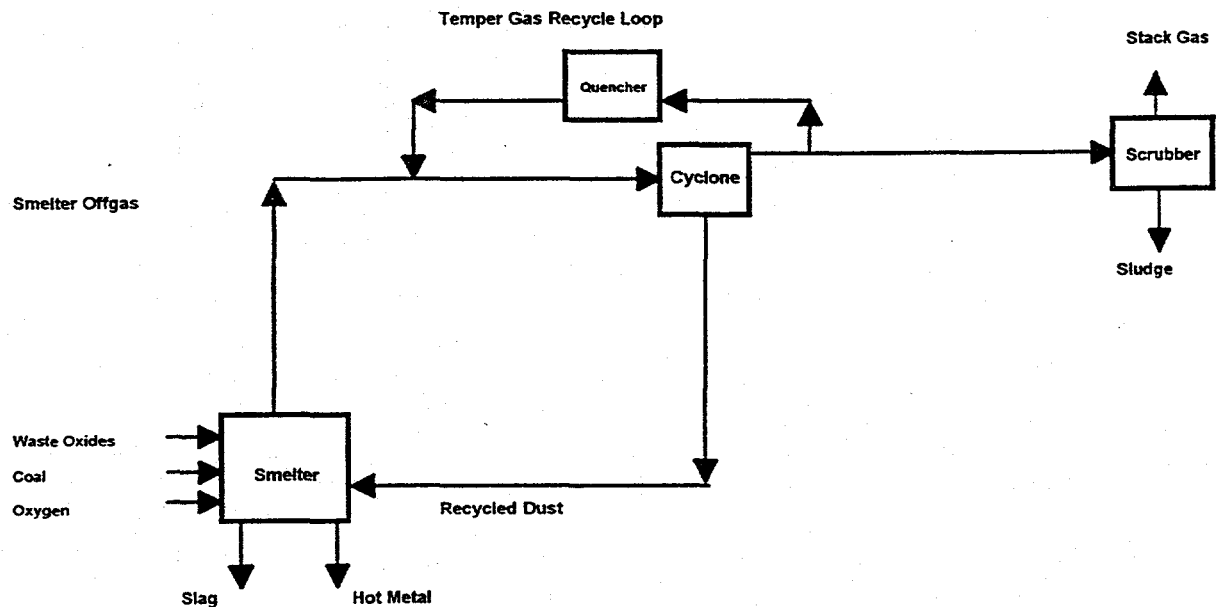 Temper Gas Recycle Loop
Stack Gas
Quencher
Scrubber
Cyclone
Smelter Offgas
Sludge
Waste Oxides
Coal
Oxygen
Smelter
Recycled Dust
Slag
Hot Metal